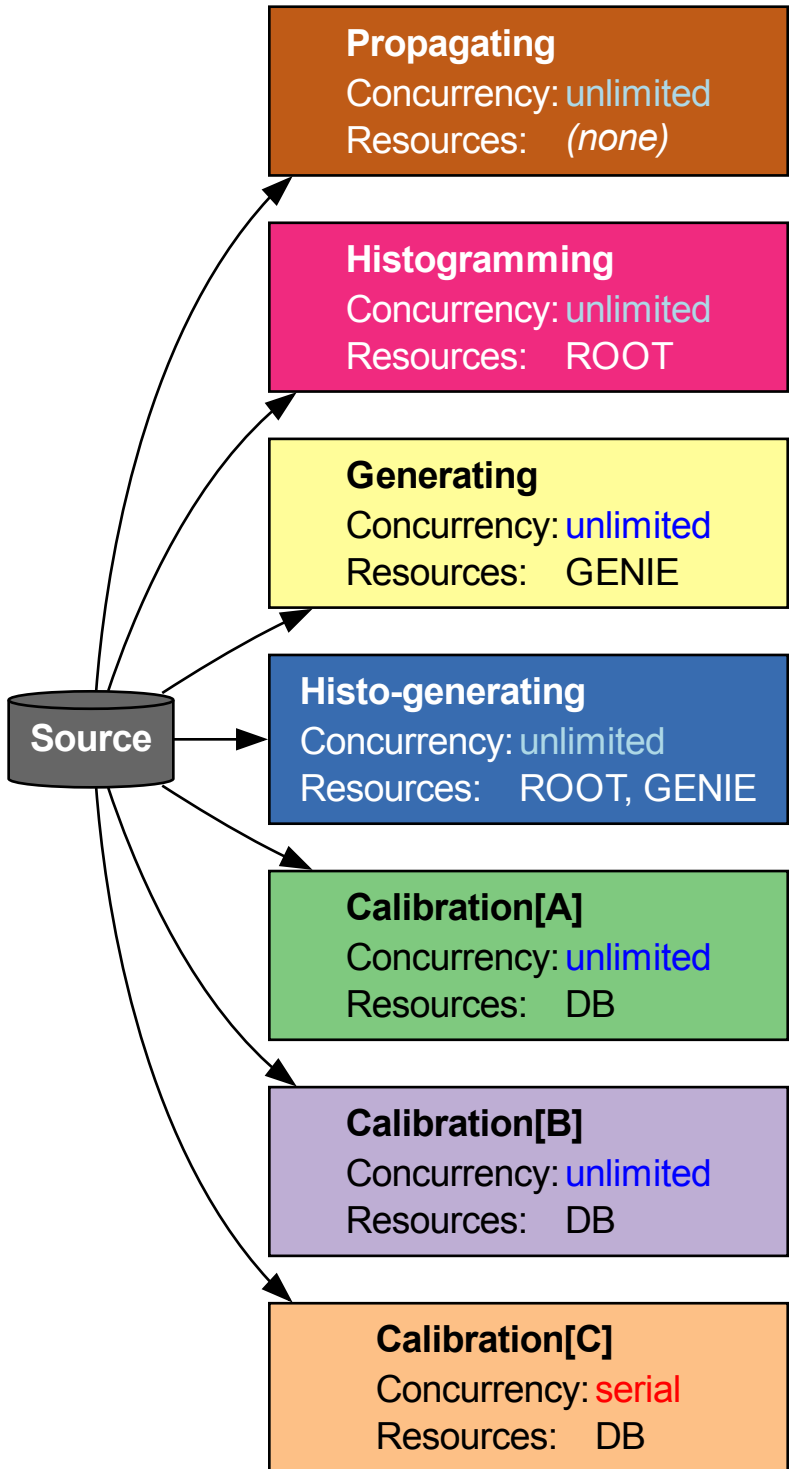 Propagating
Concurrency: unlimited
Resources: (none)
Histogramming
Concurrency: unlimited
Resources: ROOT
Generating
Concurrency: unlimited
Resources: GENIE
Source
Histo-generating
Concurrency: unlimited
Resources: ROOT, GENIE
Calibration[A]
Concurrency: unlimited
Resources: DB
Calibration[B]
Concurrency: unlimited
Resources: DB
Calibration[C]
Concurrency: serial
Resources: DB